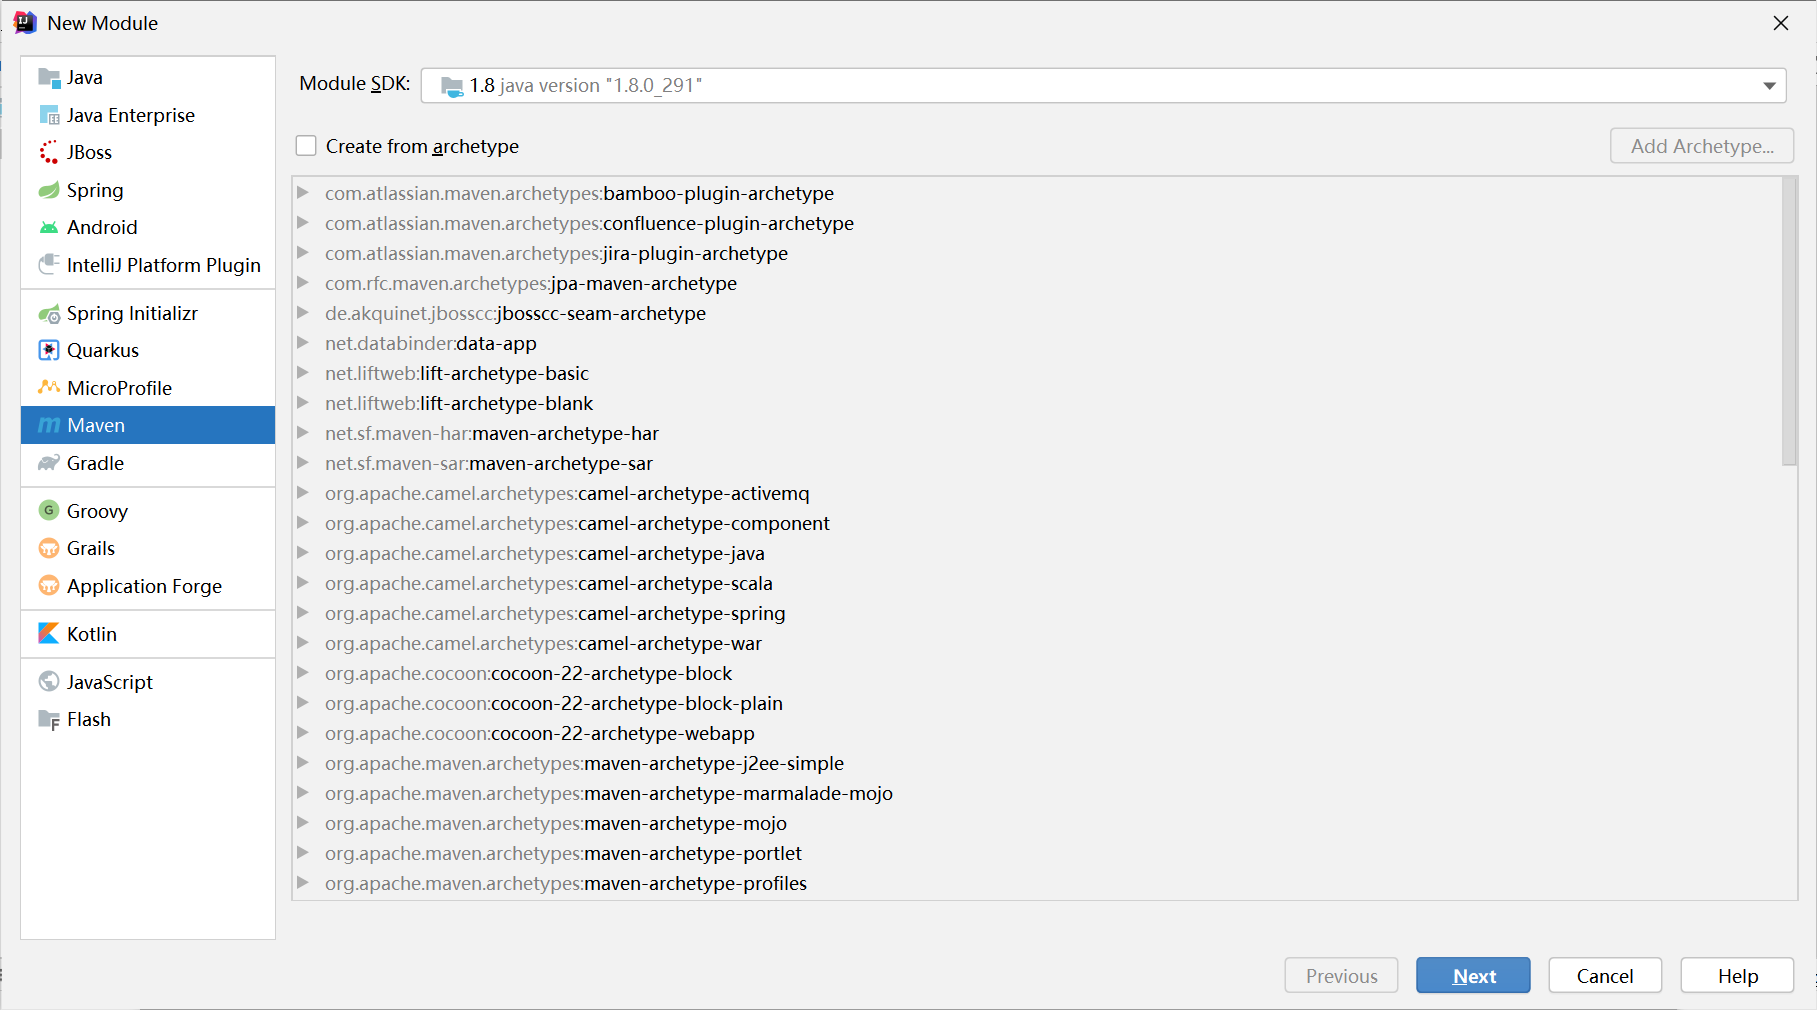 New Module
Java
Java Enterprise
JBoss
Spring
Android
IntelliJ Platform Plugin
Spring Initializr
Quarkus
MicroProfile
Maven
Gradle
Groovy
Grails
Application Forge
Kotlin
JavaScript
Flash
Module SDK: 1.8 java version "1.8.0_291"
Create from archetype
Add Archetype...
com.atlassian.maven.archetypes:bamboo-plugin-archetype
com.atlassian.maven.archetypes:confluence-plugin-archetype
com.atlassian.maven.archetypes:jira-plugin-archetype
com.rfc.maven.archetypes:jpa-maven-archetype
de.akquinet.jbosscc:jbosscc-seam-archetype
net.databinder:data-app
net.liftweb:lift-archetype-basic
net.liftweb:lift-archetype-blank
net.sf.maven-har:maven-archetype-har
net.sf.maven-sar:maven-archetype-sar
org.apache.camel.archetypes:camel-archetype-activemq
org.apache.camel.archetypes:camel-archetype-component
org.apache.camel.archetypes:camel-archetype-java
org.apache.camel.archetypes:camel-archetype-scala
org.apache.camel.archetypes:camel-archetype-spring
org.apache.camel.archetypes:camel-archetype-war
org.apache.cocoon:cocoon-22-archetype-block
org.apache.cocoon:cocoon-22-archetype-block-plain
org.apache.cocoon:cocoon-22-archetype-webapp
org.apache.maven.archetypes:maven-archetype-j2ee-simple
org.apache.maven.archetypes:maven-archetype-marmalade-mojo
org.apache.maven.archetypes:maven-archetype-mojo
org.apache.maven.archetypes:maven-archetype-portlet
org.apache.maven.archetypes:maven-archetype-profiles
Previous
Next
Cancel
Help